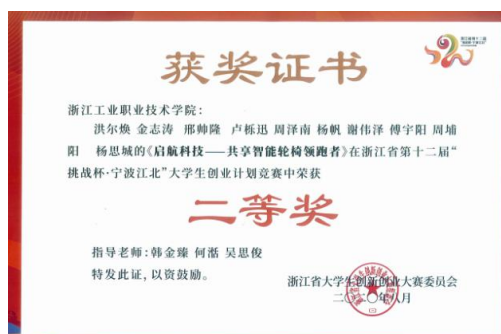 获奖证书
浙江工业职业技术学院：
洪尔焕 金志涛 邢帅隆 卢栎迅 周泽南 杨帆 谢伟泽 傅宇阳 周埔
阳 杨思城的《启航科技——共享智能轮椅领跑者》在浙江省第十二届“
挑战杯·宁波江北”大学生创业计划竞赛中荣获
二等奖
指导老师：韩金臻 何湉 吴思俊
特发此证，以资鼓励。
浙江省大学生创新创业大赛委员会
二〇二〇年八月